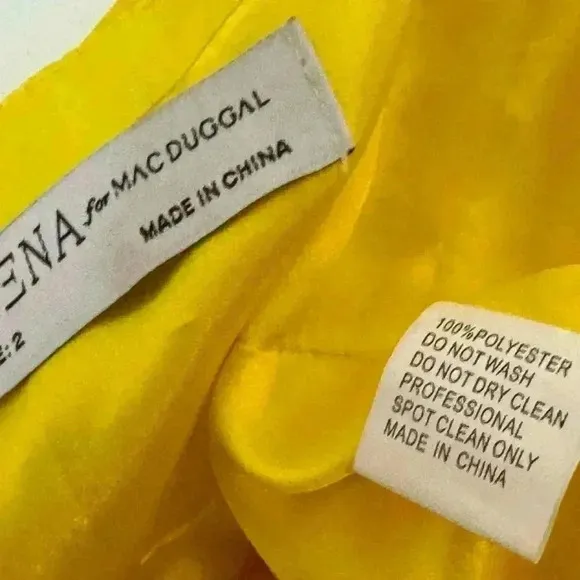 ENA for MAC DUGGAL
MADE IN CHINA
: 2
100%POLYESTER
DO NOT WASH
DO NOT DRY CLEAN
PROFESSIONAL
SPOT CLEAN ONLY
MADE IN CHINA